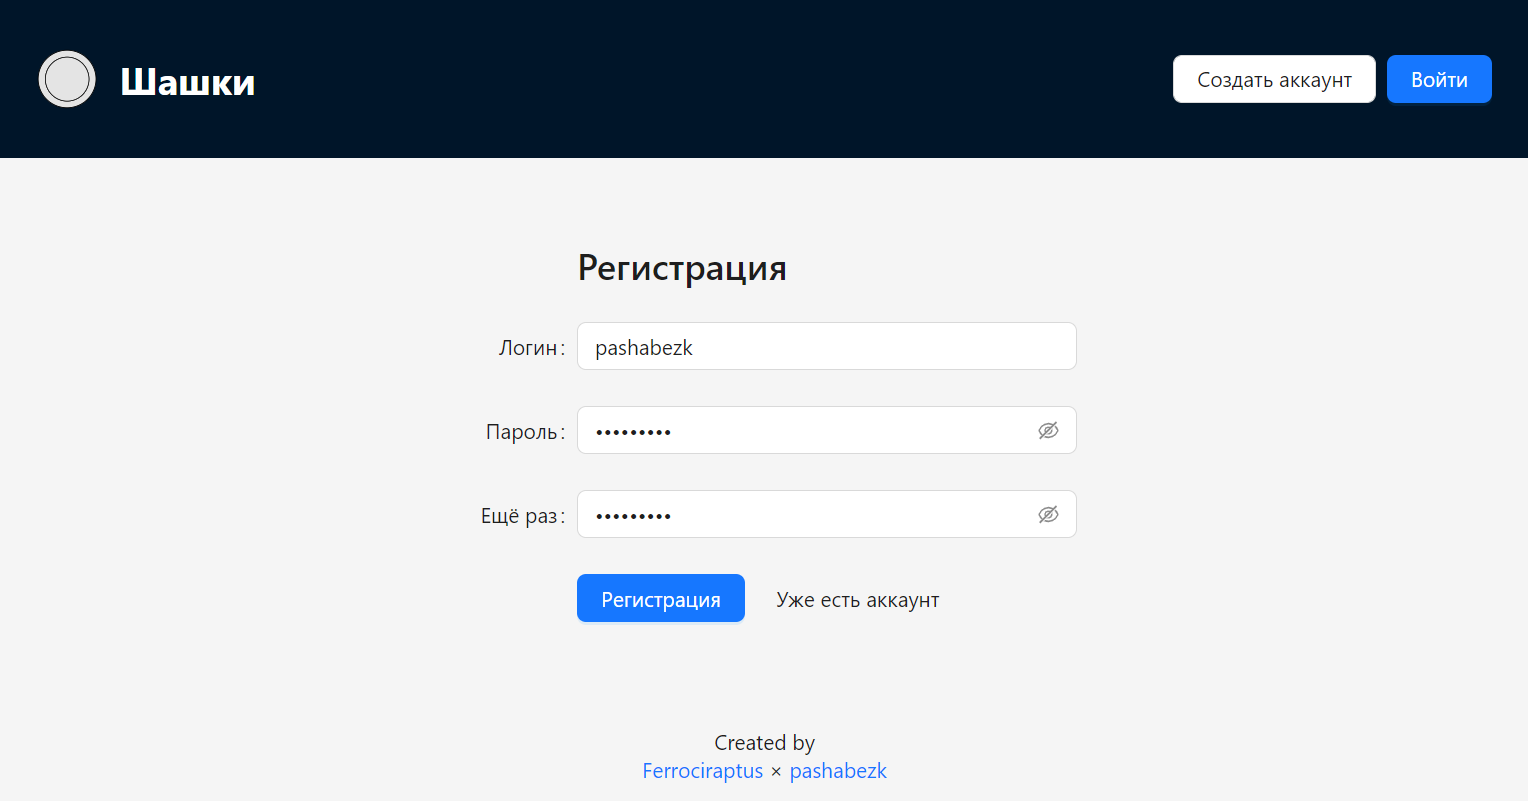 Шашки
Создать аккаунт
Войти
Регистрация
Логин: pashabezk
Пароль: •••••••••
Ещё раз: •••••••••
Регистрация
Уже есть аккаунт
Created by
Ferrociraptus × pashabezk